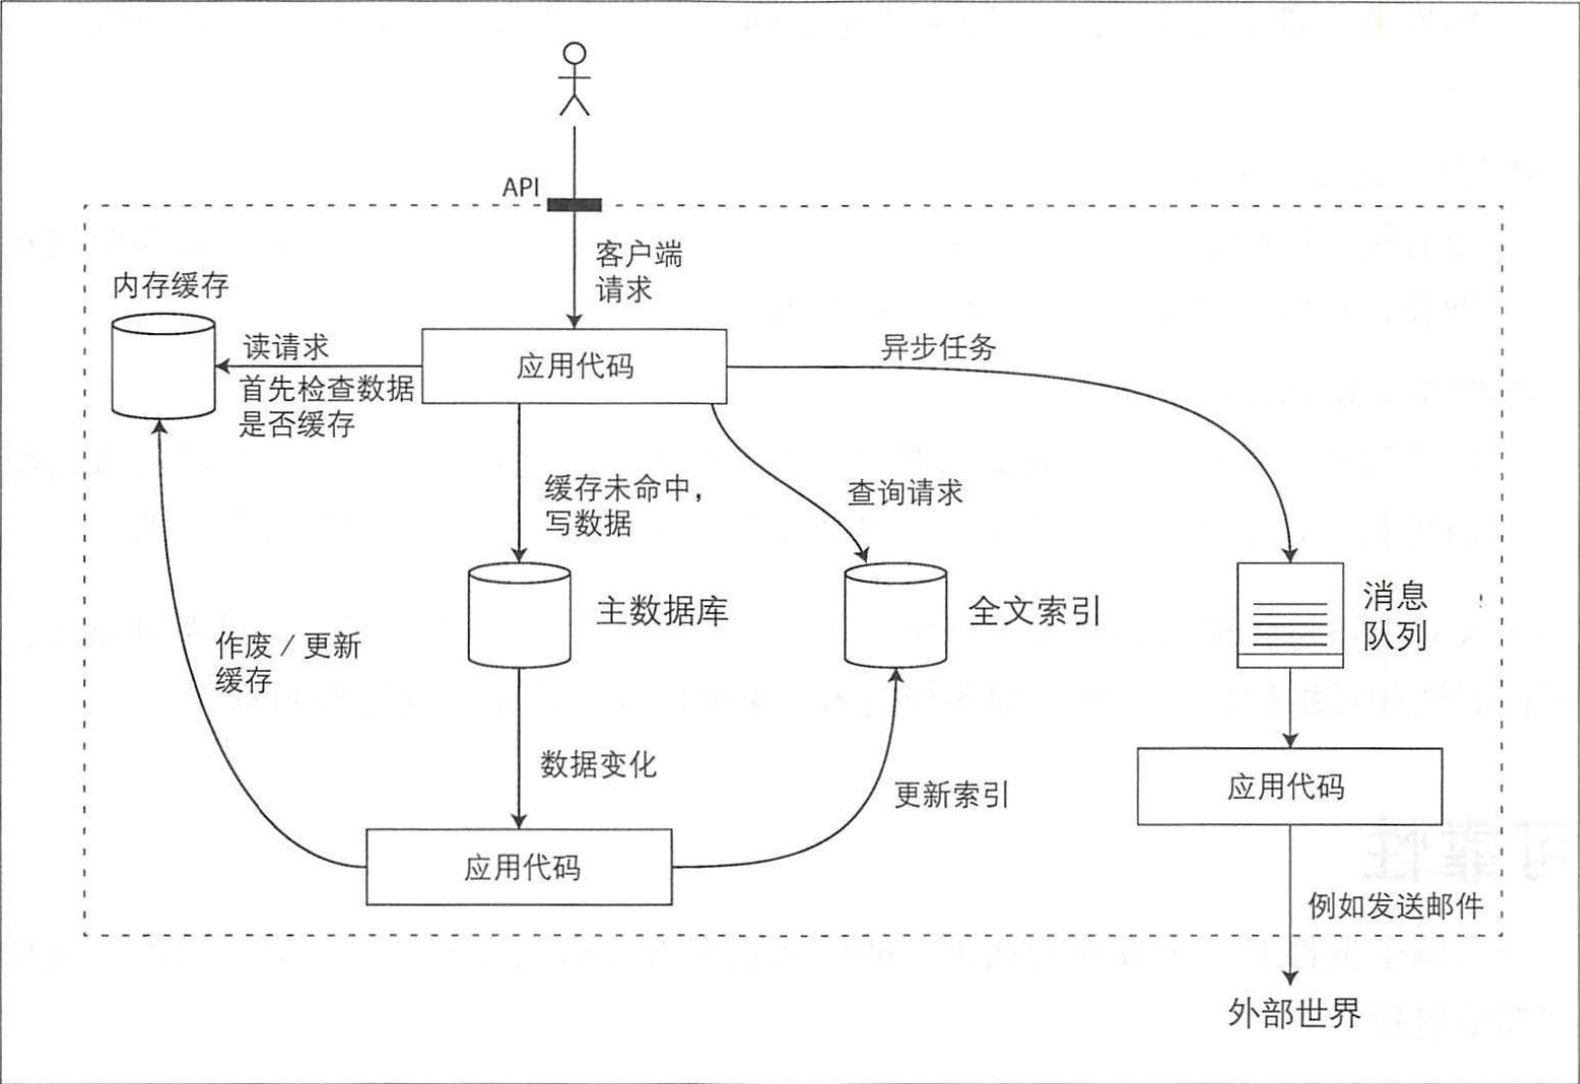 API
客户端
请求
内存缓存
读请求
应用代码
异步任务
首先检查数据
是否缓存
缓存未命中，
写数据
查询请求
主数据库
全文索引
消息
队列
作废 / 更新
缓存
数据变化
更新索引
应用代码
应用代码
例如发送邮件
外部世界
可靠性